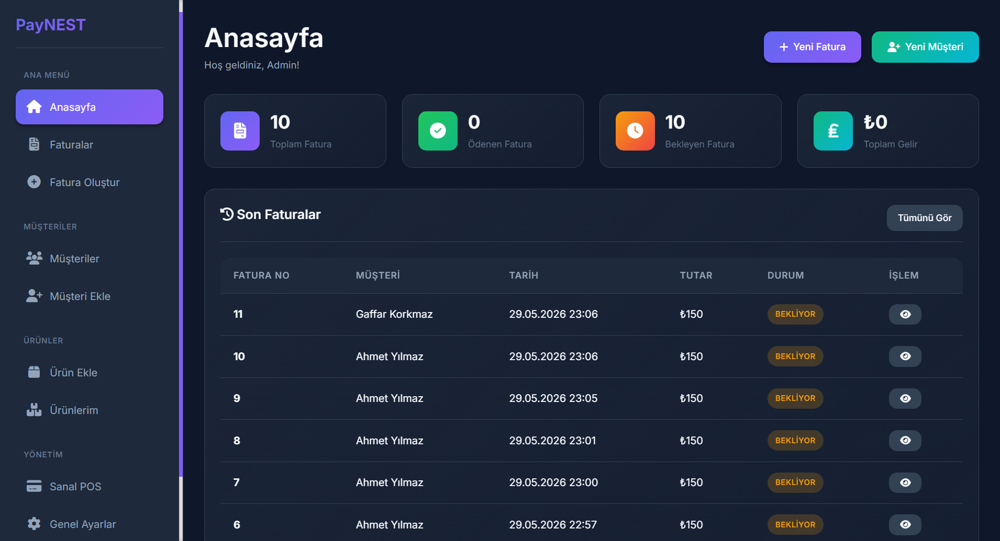 PayNEST
ANA MENÜ
Anasayfa
Faturalar
Fatura Oluştur
MÜŞTERİLER
Müşteriler
Müşteri Ekle
ÜRÜNLER
Ürün Ekle
Ürünlerim
YÖNETİM
Sanal POS
Genel Ayarlar
Anasayfa
Hoş geldiniz, Admin!
Yeni Fatura
Yeni Müşteri
10
Toplam Fatura
0
Ödenen Fatura
10
Bekleyen Fatura
₺0
Toplam Gelir
Son Faturalar
Tümünü Gör
FATURA NO MÜŞTERİ TARİH TUTAR DURUM İŞLEM
11 Gaffar Korkmaz 29.05.2026 23:06 ₺150 BEKLİYOR
10 Ahmet Yılmaz 29.05.2026 23:06 ₺150 BEKLİYOR
9 Ahmet Yılmaz 29.05.2026 23:05 ₺150 BEKLİYOR
8 Ahmet Yılmaz 29.05.2026 23:01 ₺150 BEKLİYOR
7 Ahmet Yılmaz 29.05.2026 23:00 ₺150 BEKLİYOR
6 Ahmet Yılmaz 29.05.2026 22:57 ₺150 BEKLİYOR